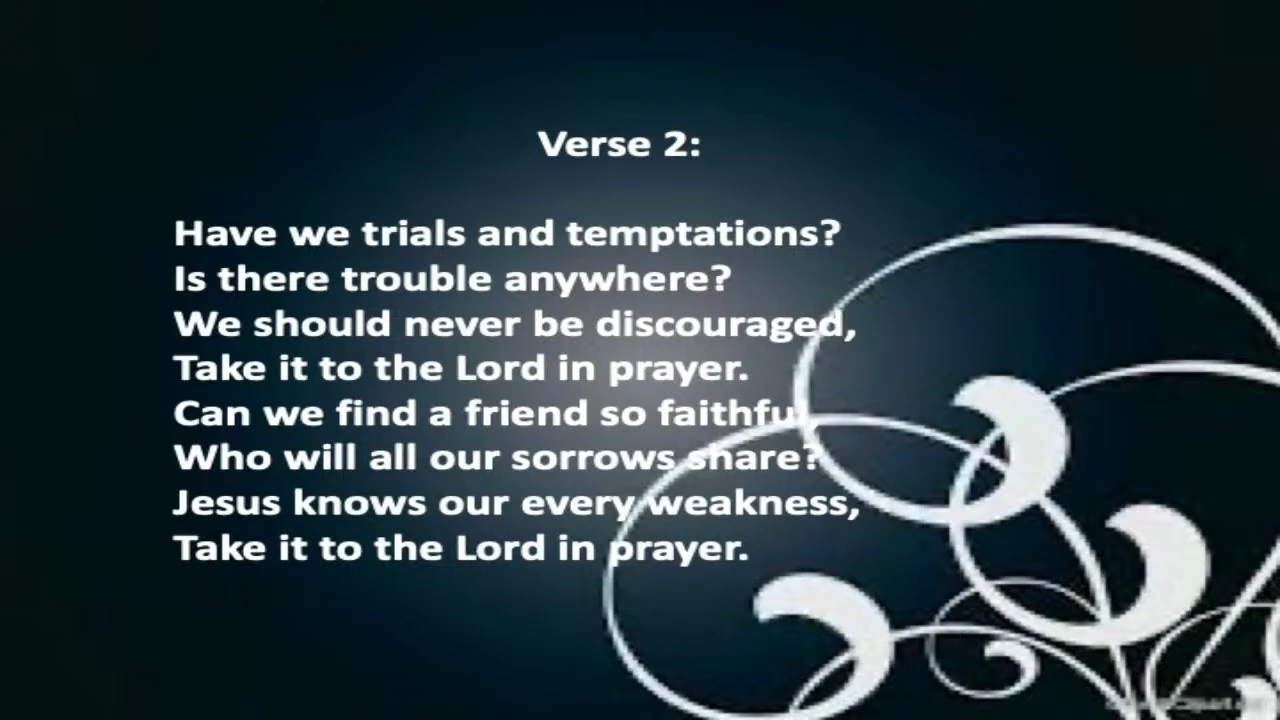 Verse 2:
Have we trials and temptations?
Is there trouble anywhere?
We should never be discouraged,
Take it to the Lord in prayer.
Can we find a friend so faithful,
Who will all our sorrows share?
Jesus knows our every weakness,
Take it to the Lord in prayer.